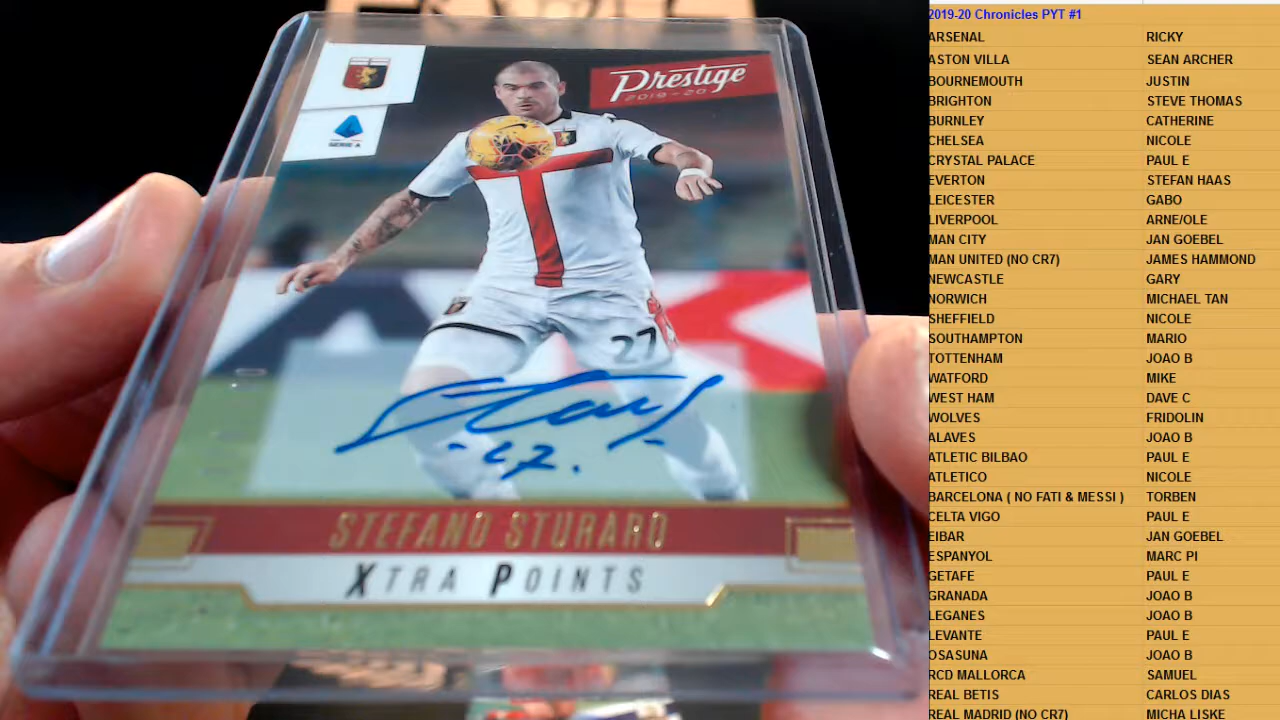 SERIE A
Prestige
2019-20
27
-27.
STEFANO STURARO
XTRA POINTS
2019-20 Chronicles PYT #1
ARSENAL RICKY
ASTON VILLA SEAN ARCHER
BOURNEMOUTH JUSTIN
BRIGHTON STEVE THOMAS
BURNLEY CATHERINE
CHELSEA NICOLE
CRYSTAL PALACE PAUL E
EVERTON STEFAN HAAS
LEICESTER GABO
LIVERPOOL ARNE/OLE
MAN CITY JAN GOEBEL
MAN UNITED (NO CR7) JAMES HAMMOND
NEWCASTLE GARY
NORWICH MICHAEL TAN
SHEFFIELD NICOLE
SOUTHAMPTON MARIO
TOTTENHAM JOAO B
WATFORD MIKE
WEST HAM DAVE C
WOLVES FRIDOLIN
ALAVES JOAO B
ATLETIC BILBAO PAUL E
ATLETICO NICOLE
BARCELONA ( NO FATI & MESSI ) TORBEN
CELTA VIGO PAUL E
EIBAR JAN GOEBEL
ESPANYOL MARC PI
GETAFE PAUL E
GRANADA JOAO B
LEGANES JOAO B
LEVANTE PAUL E
OSASUNA JOAO B
RCD MALLORCA SAMUEL
REAL BETIS CARLOS DIAS
REAL MADRID (NO CR7) MICHA LISKE